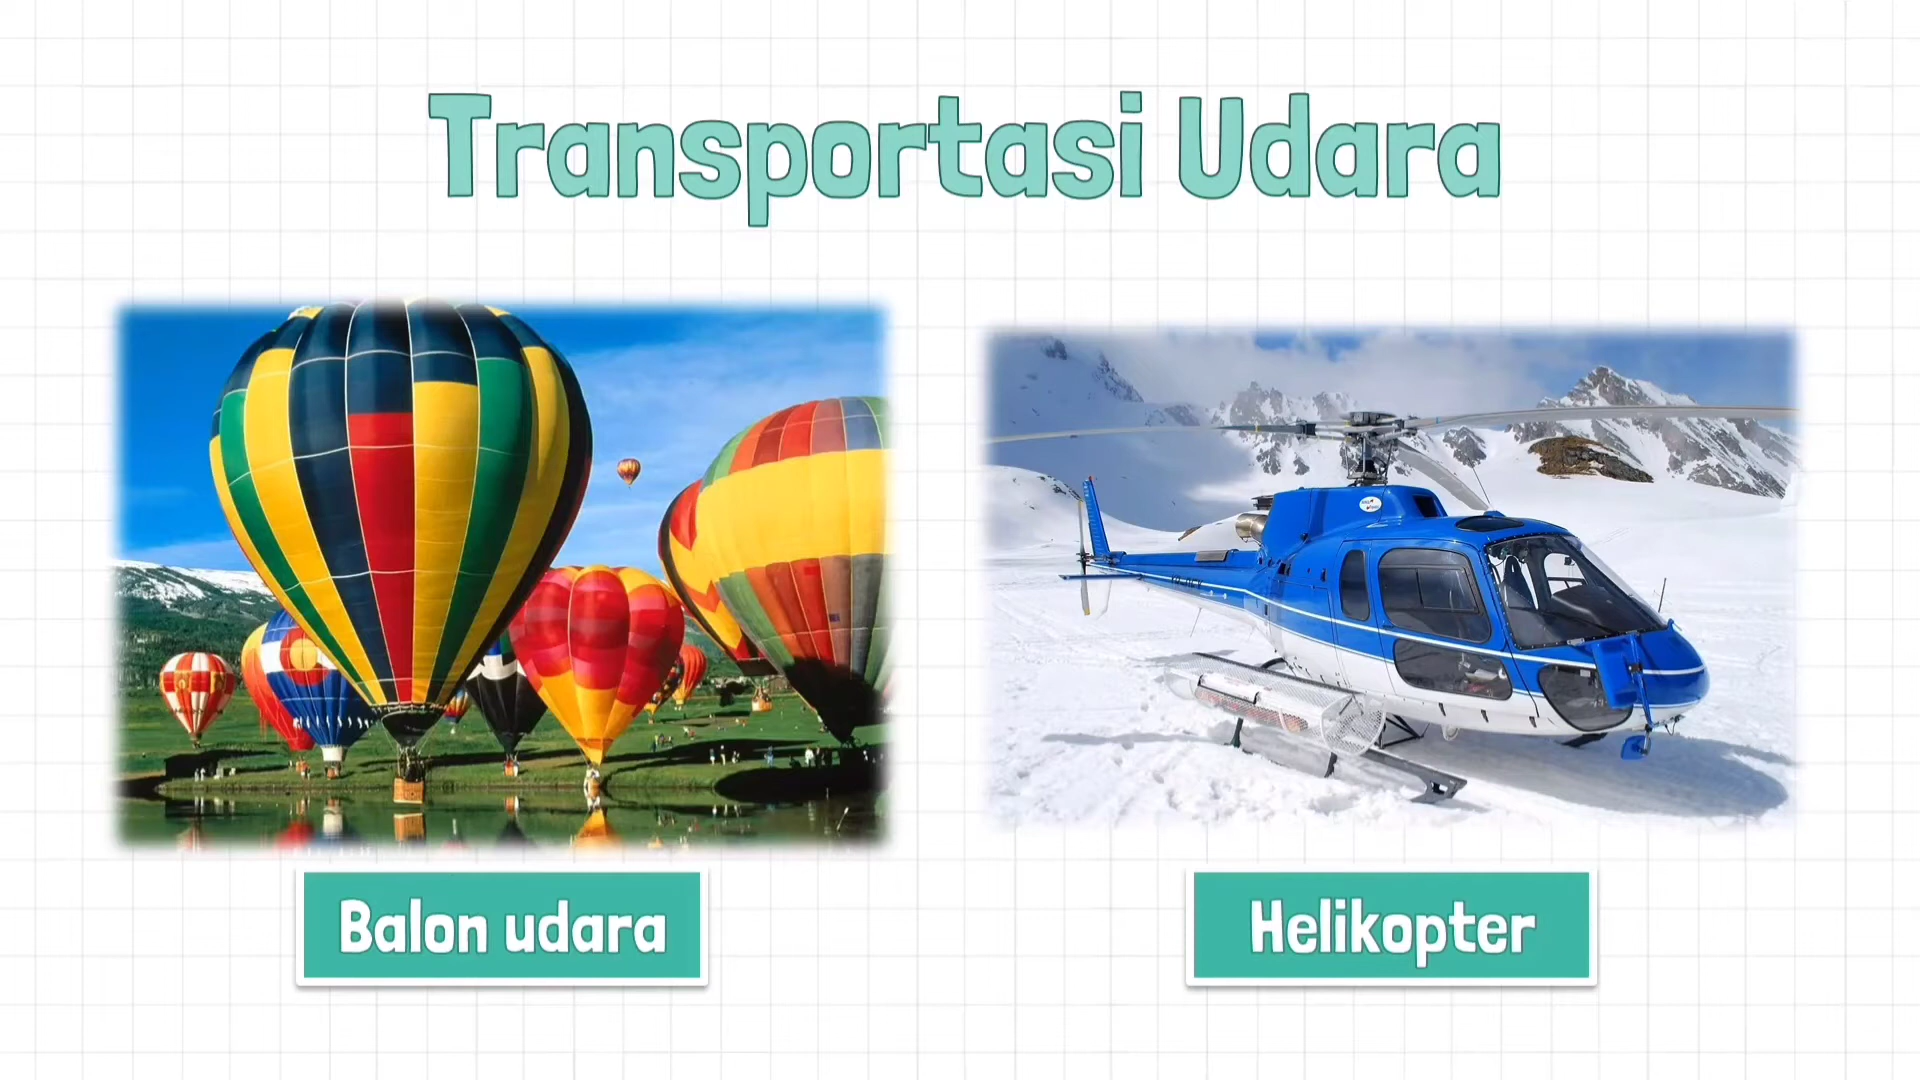 Transportasi Udara
Balon udara
Helikopter